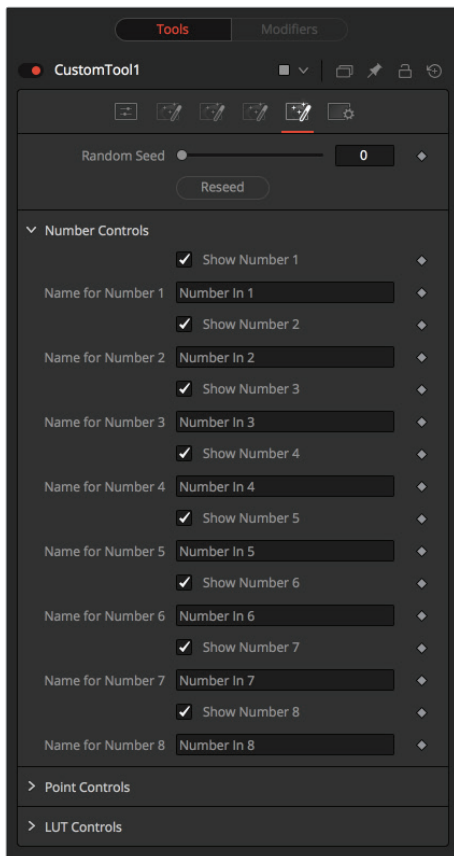 Tools Modifiers
CustomTool1
Random Seed 0
Reseed
Number Controls
Show Number 1
Name for Number 1 Number In 1
Show Number 2
Name for Number 2 Number In 2
Show Number 3
Name for Number 3 Number In 3
Show Number 4
Name for Number 4 Number In 4
Show Number 5
Name for Number 5 Number In 5
Show Number 6
Name for Number 6 Number In 6
Show Number 7
Name for Number 7 Number In 7
Show Number 8
Name for Number 8 Number In 8
Point Controls
LUT Controls